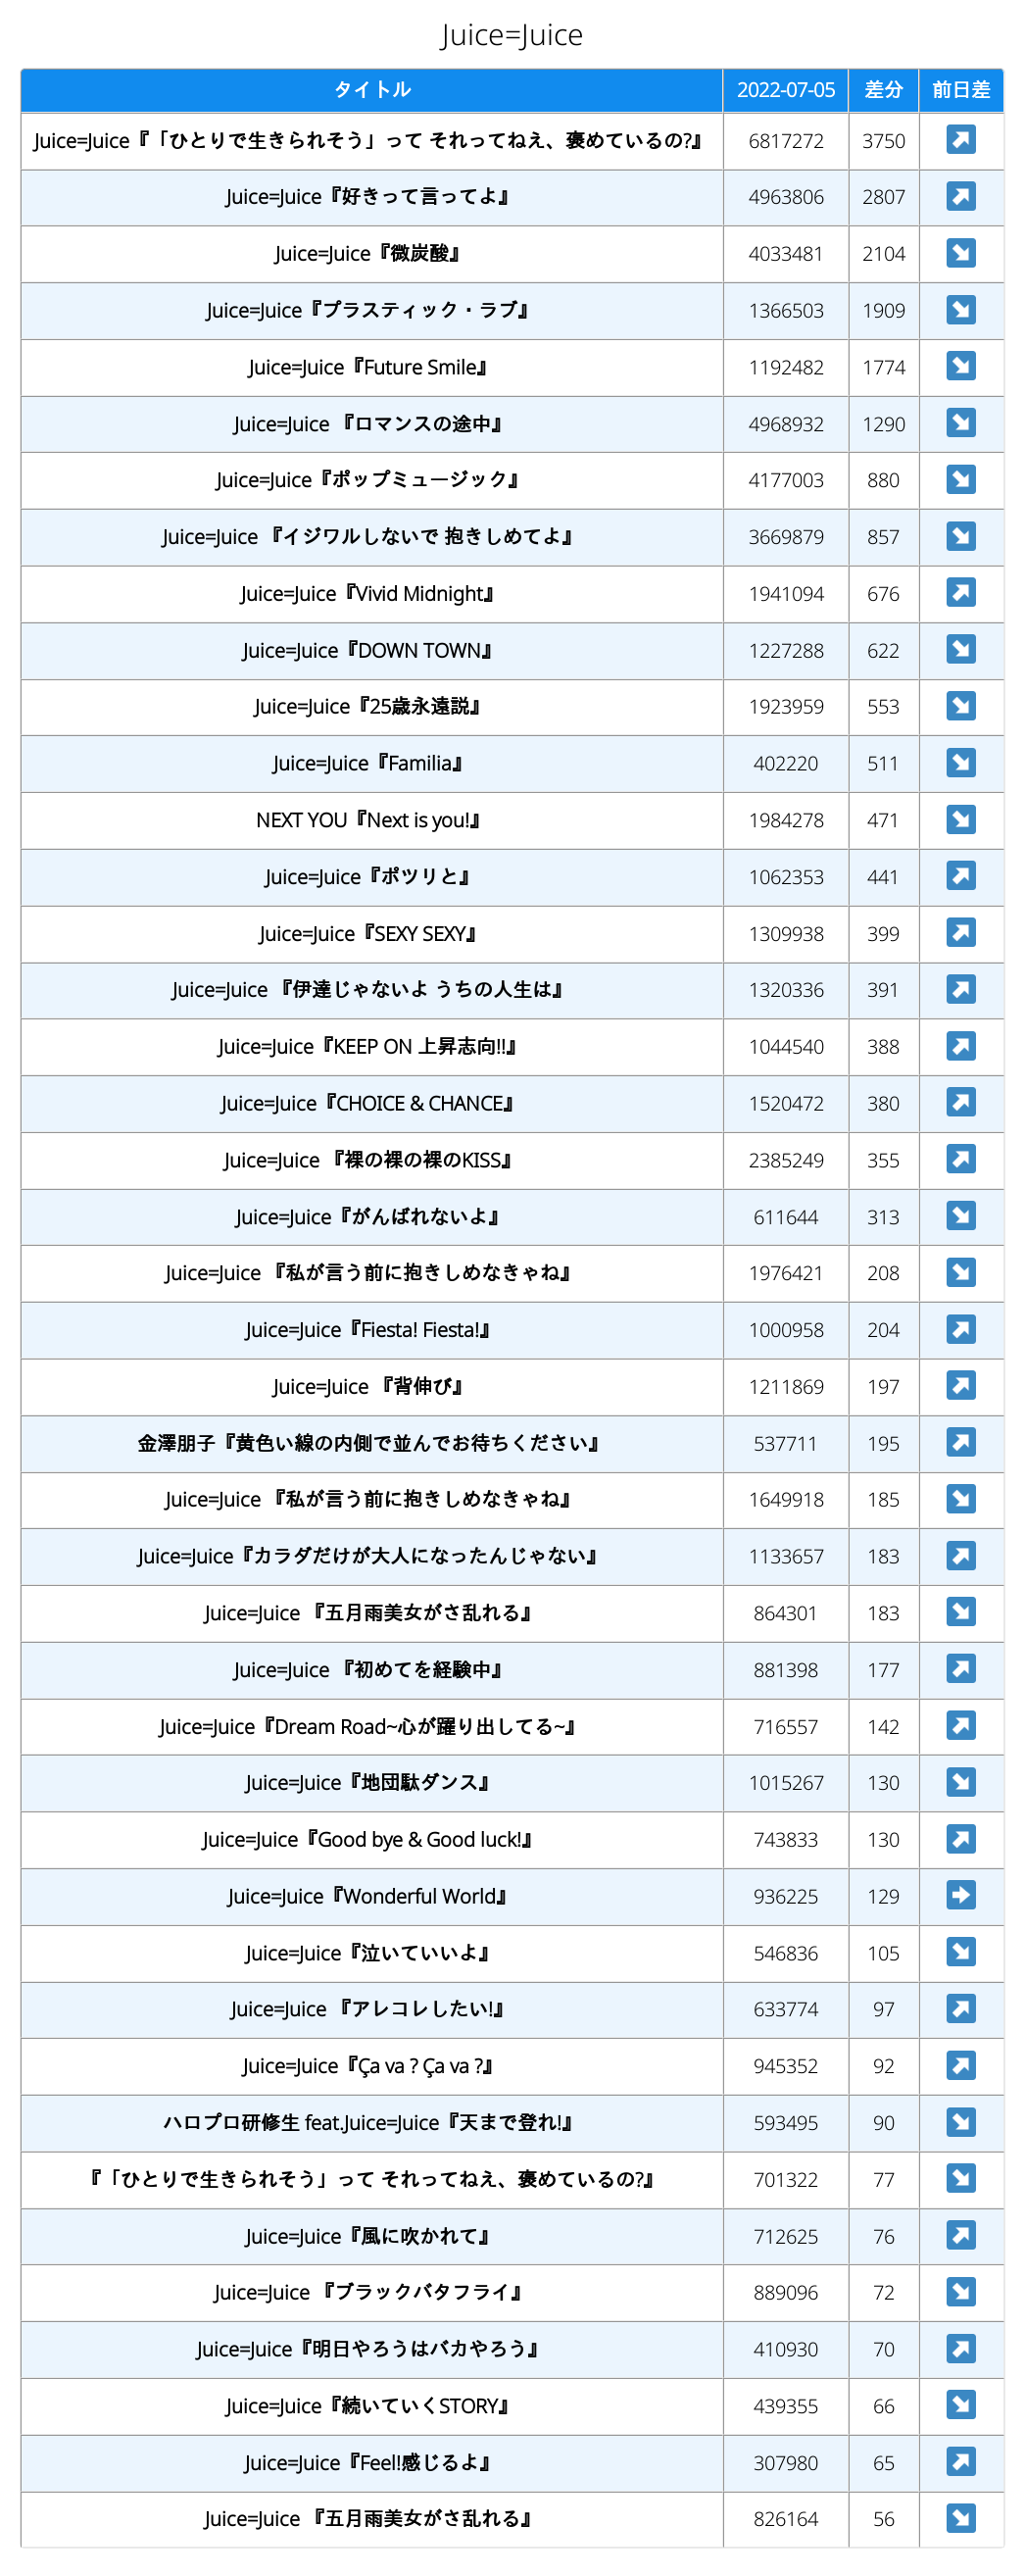 Juice=Juice
タイトル 2022-07-05 差分 前日差
Juice=Juice『「ひとりで生きられそう」って それってねえ、褒めているの?』 6817272 3750 ↗
Juice=Juice『好きって言ってよ』 4963806 2807 ↗
Juice=Juice『微炭酸』 4033481 2104 ↘
Juice=Juice『プラスティック・ラブ』 1366503 1909 ↘
Juice=Juice『Future Smile』 1192482 1774 ↘
Juice=Juice 『ロマンスの途中』 4968932 1290 ↘
Juice=Juice『ポップミュージック』 4177003 880 ↘
Juice=Juice 『イジワルしないで 抱きしめてよ』 3669879 857 ↘
Juice=Juice『Vivid Midnight』 1941094 676 ↗
Juice=Juice『DOWN TOWN』 1227288 622 ↘
Juice=Juice『25歳永遠説』 1923959 553 ↘
Juice=Juice『Familia』 402220 511 ↘
NEXT YOU『Next is you!』 1984278 471 ↘
Juice=Juice『ポツリと』 1062353 441 ↗
Juice=Juice『SEXY SEXY』 1309938 399 ↗
Juice=Juice 『伊達じゃないよ うちの人生は』 1320336 391 ↗
Juice=Juice『KEEP ON 上昇志向!!』 1044540 388 ↗
Juice=Juice『CHOICE & CHANCE』 1520472 380 ↗
Juice=Juice 『裸の裸の裸のKISS』 2385249 355 ↗
Juice=Juice『がんばれないよ』 611644 313 ↘
Juice=Juice 『私が言う前に抱きしめなきゃね』 1976421 208 ↘
Juice=Juice『Fiesta! Fiesta!』 1000958 204 ↗
Juice=Juice 『背伸び』 1211869 197 ↗
金澤朋子『黄色い線の内側で並んでお待ちください』 537711 195 ↗
Juice=Juice 『私が言う前に抱きしめなきゃね』 1649918 185 ↘
Juice=Juice『カラダだけが大人になったんじゃない』 1133657 183 ↗
Juice=Juice 『五月雨美女がさ乱れる』 864301 183 ↘
Juice=Juice 『初めてを経験中』 881398 177 ↗
Juice=Juice『Dream Road~心が躍り出してる~』 716557 142 ↗
Juice=Juice『地団駄ダンス』 1015267 130 ↘
Juice=Juice『Good bye & Good luck!』 743833 130 ↗
Juice=Juice『Wonderful World』 936225 129 ➡
Juice=Juice『泣いていいよ』 546836 105 ↘
Juice=Juice 『アレコレしたい!』 633774 97 ↗
Juice=Juice『Ça va ? Ça va ?』 945352 92 ↗
ハロプロ研修生 feat.Juice=Juice『天まで登れ!』 593495 90 ↘
『「ひとりで生きられそう」って それってねえ、褒めているの?』 701322 77 ↘
Juice=Juice『風に吹かれて』 712625 76 ↗
Juice=Juice 『ブラックバタフライ』 889096 72 ↘
Juice=Juice『明日やろうはバカやろう』 410930 70 ↗
Juice=Juice『続いていくSTORY』 439355 66 ↘
Juice=Juice『Feel!感じるよ』 307980 65 ↗
Juice=Juice 『五月雨美女がさ乱れる』 826164 56 ↘